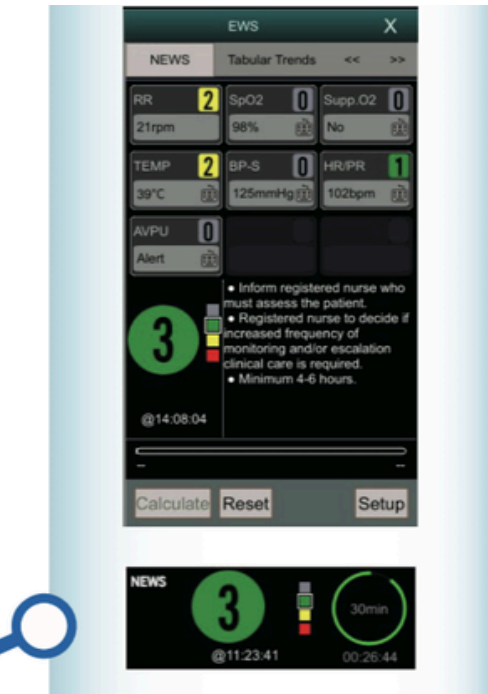 EWS X
NEWS Tabular Trends << >>
RR 2 SpO2 0 Supp.O2 0
21rpm 98% No
TEMP 2 BP-S 0 HR/PR 1
39°C 125mmHg 102bpm
AVPU 0
Alert
● Inform registered nurse who
must assess the patient.
● Registered nurse to decide if
increased frequency of
monitoring and/or escalation
clinical care is required.
● Minimum 4-6 hours.
3
@14:08:04
-- --
Calculate Reset Setup
NEWS
3
30min
@11:23:41 00:26:44